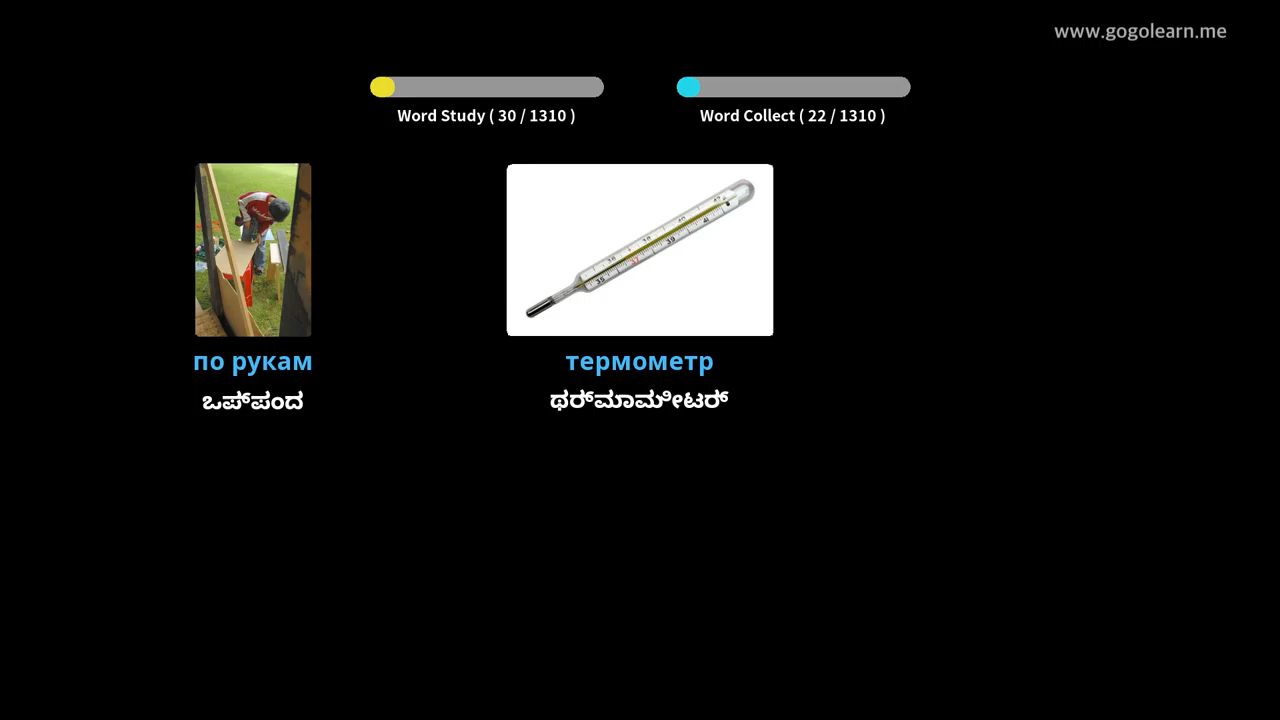 www.gogolearn.me
Word Study ( 30 / 1310 )
Word Collect ( 22 / 1310 )
по рукам
термометр
ಒಪ್ಪಂದ
ಥರ್ಮಾಮೀಟರ್